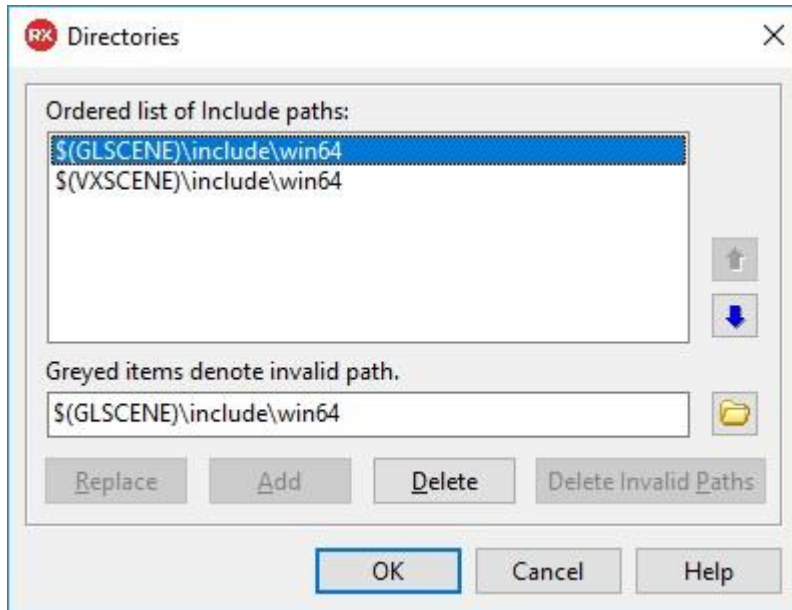 RX Directories
Ordered list of Include paths:
$(GLSCENE)\include\win64
$(VXSCENE)\include\win64
Greyed items denote invalid path.
$(GLSCENE)\include\win64
Replace Add Delete Delete Invalid Paths
OK Cancel Help